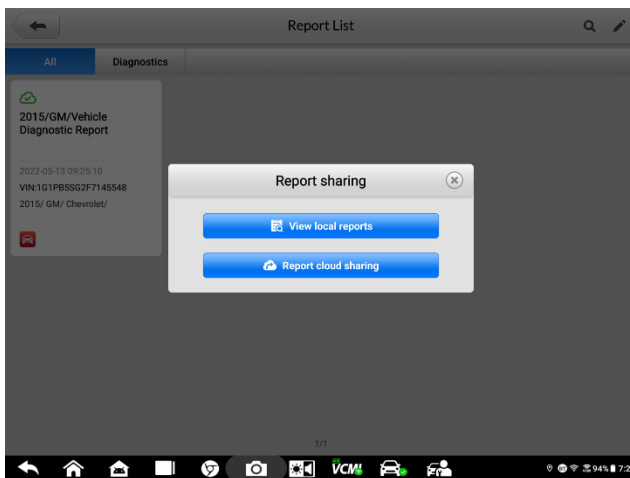 Report List
All
Diagnostics
2015/GM/Vehicle
Diagnostic Report
2022-05-13 09:25:10
VIN:1G1PB5SG2F7145548
2015/ GM/ Chevrolet/
Report sharing
View local reports
Report cloud sharing
1/1
VCMI
94%